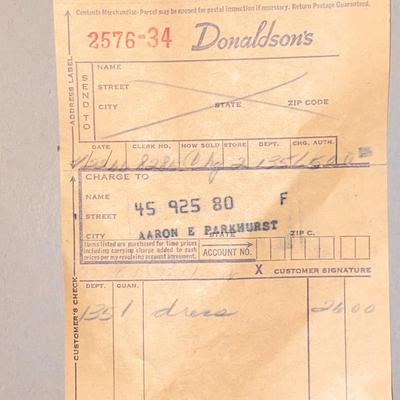 Contents Merchandise-Parcel may be opened for postal inspection if necessary. Return Postage Guaranteed.
2576-34 Donaldson's
ADDRESS LABEL
SEND TO
NAME
STREET
CITY STATE ZIP CODE
DATE CLERK NO. HOW SOLD STORE DEPT. CHG. AUTH.
2 135
CHARGE TO
NAME
45 925 80 F
STREET
AARON E PARKHURST
CITY STATE ZIP C.
Items listed are purchased for time prices
including carrying charge added to cash
prices per my revolving account agreement.
ACCOUNT NO.
X CUSTOMER SIGNATURE
CUSTOMER'S CHECK
DEPT. QUAN.
135 1 dress 26 00